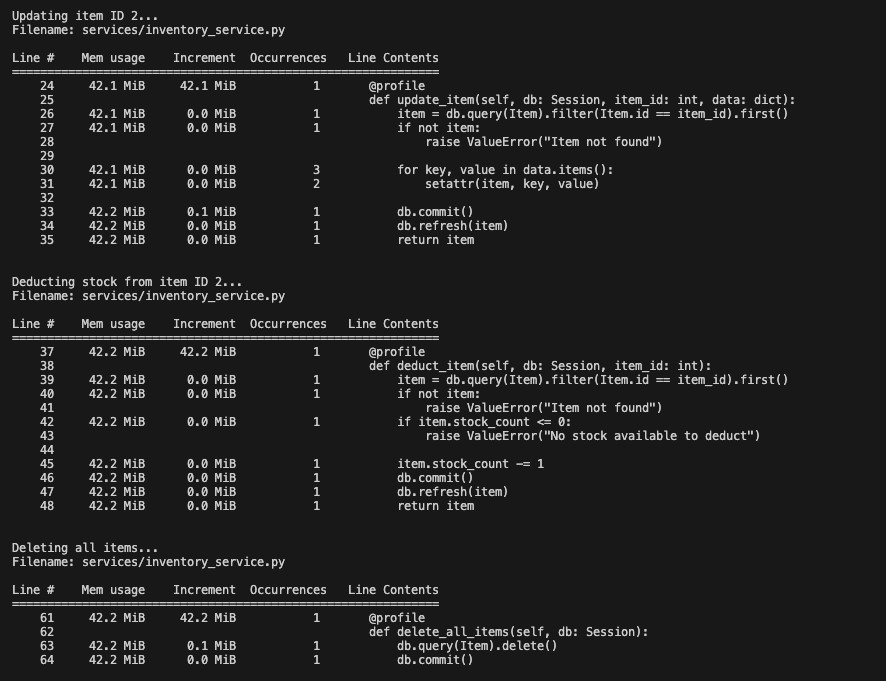 Updating item ID 2...
Filename: services/inventory_service.py

Line #    Mem usage    Increment  Occurrences   Line Contents
=============================================================
    24     42.1 MiB     42.1 MiB           1       @profile
    25                                             def update_item(self, db: Session, item_id: int, data: dict):
    26     42.1 MiB      0.0 MiB           1           item = db.query(Item).filter(Item.id == item_id).first()
    27     42.1 MiB      0.0 MiB           1           if not item:
    28                                                     raise ValueError("Item not found")
    29
    30     42.1 MiB      0.0 MiB           3           for key, value in data.items():
    31     42.1 MiB      0.0 MiB           2               setattr(item, key, value)
    32
    33     42.2 MiB      0.1 MiB           1           db.commit()
    34     42.2 MiB      0.0 MiB           1           db.refresh(item)
    35     42.2 MiB      0.0 MiB           1           return item


Deducting stock from item ID 2...
Filename: services/inventory_service.py

Line #    Mem usage    Increment  Occurrences   Line Contents
=============================================================
    37     42.2 MiB     42.2 MiB           1       @profile
    38                                             def deduct_item(self, db: Session, item_id: int):
    39     42.2 MiB      0.0 MiB           1           item = db.query(Item).filter(Item.id == item_id).first()
    40     42.2 MiB      0.0 MiB           1           if not item:
    41                                                     raise ValueError("Item not found")
    42     42.2 MiB      0.0 MiB           1           if item.stock_count <= 0:
    43                                                     raise ValueError("No stock available to deduct")
    44
    45     42.2 MiB      0.0 MiB           1           item.stock_count -= 1
    46     42.2 MiB      0.0 MiB           1           db.commit()
    47     42.2 MiB      0.0 MiB           1           db.refresh(item)
    48     42.2 MiB      0.0 MiB           1           return item


Deleting all items...
Filename: services/inventory_service.py

Line #    Mem usage    Increment  Occurrences   Line Contents
=============================================================
    61     42.2 MiB     42.2 MiB           1       @profile
    62                                             def delete_all_items(self, db: Session):
    63     42.2 MiB      0.1 MiB           1           db.query(Item).delete()
    64     42.2 MiB      0.0 MiB           1           db.commit()